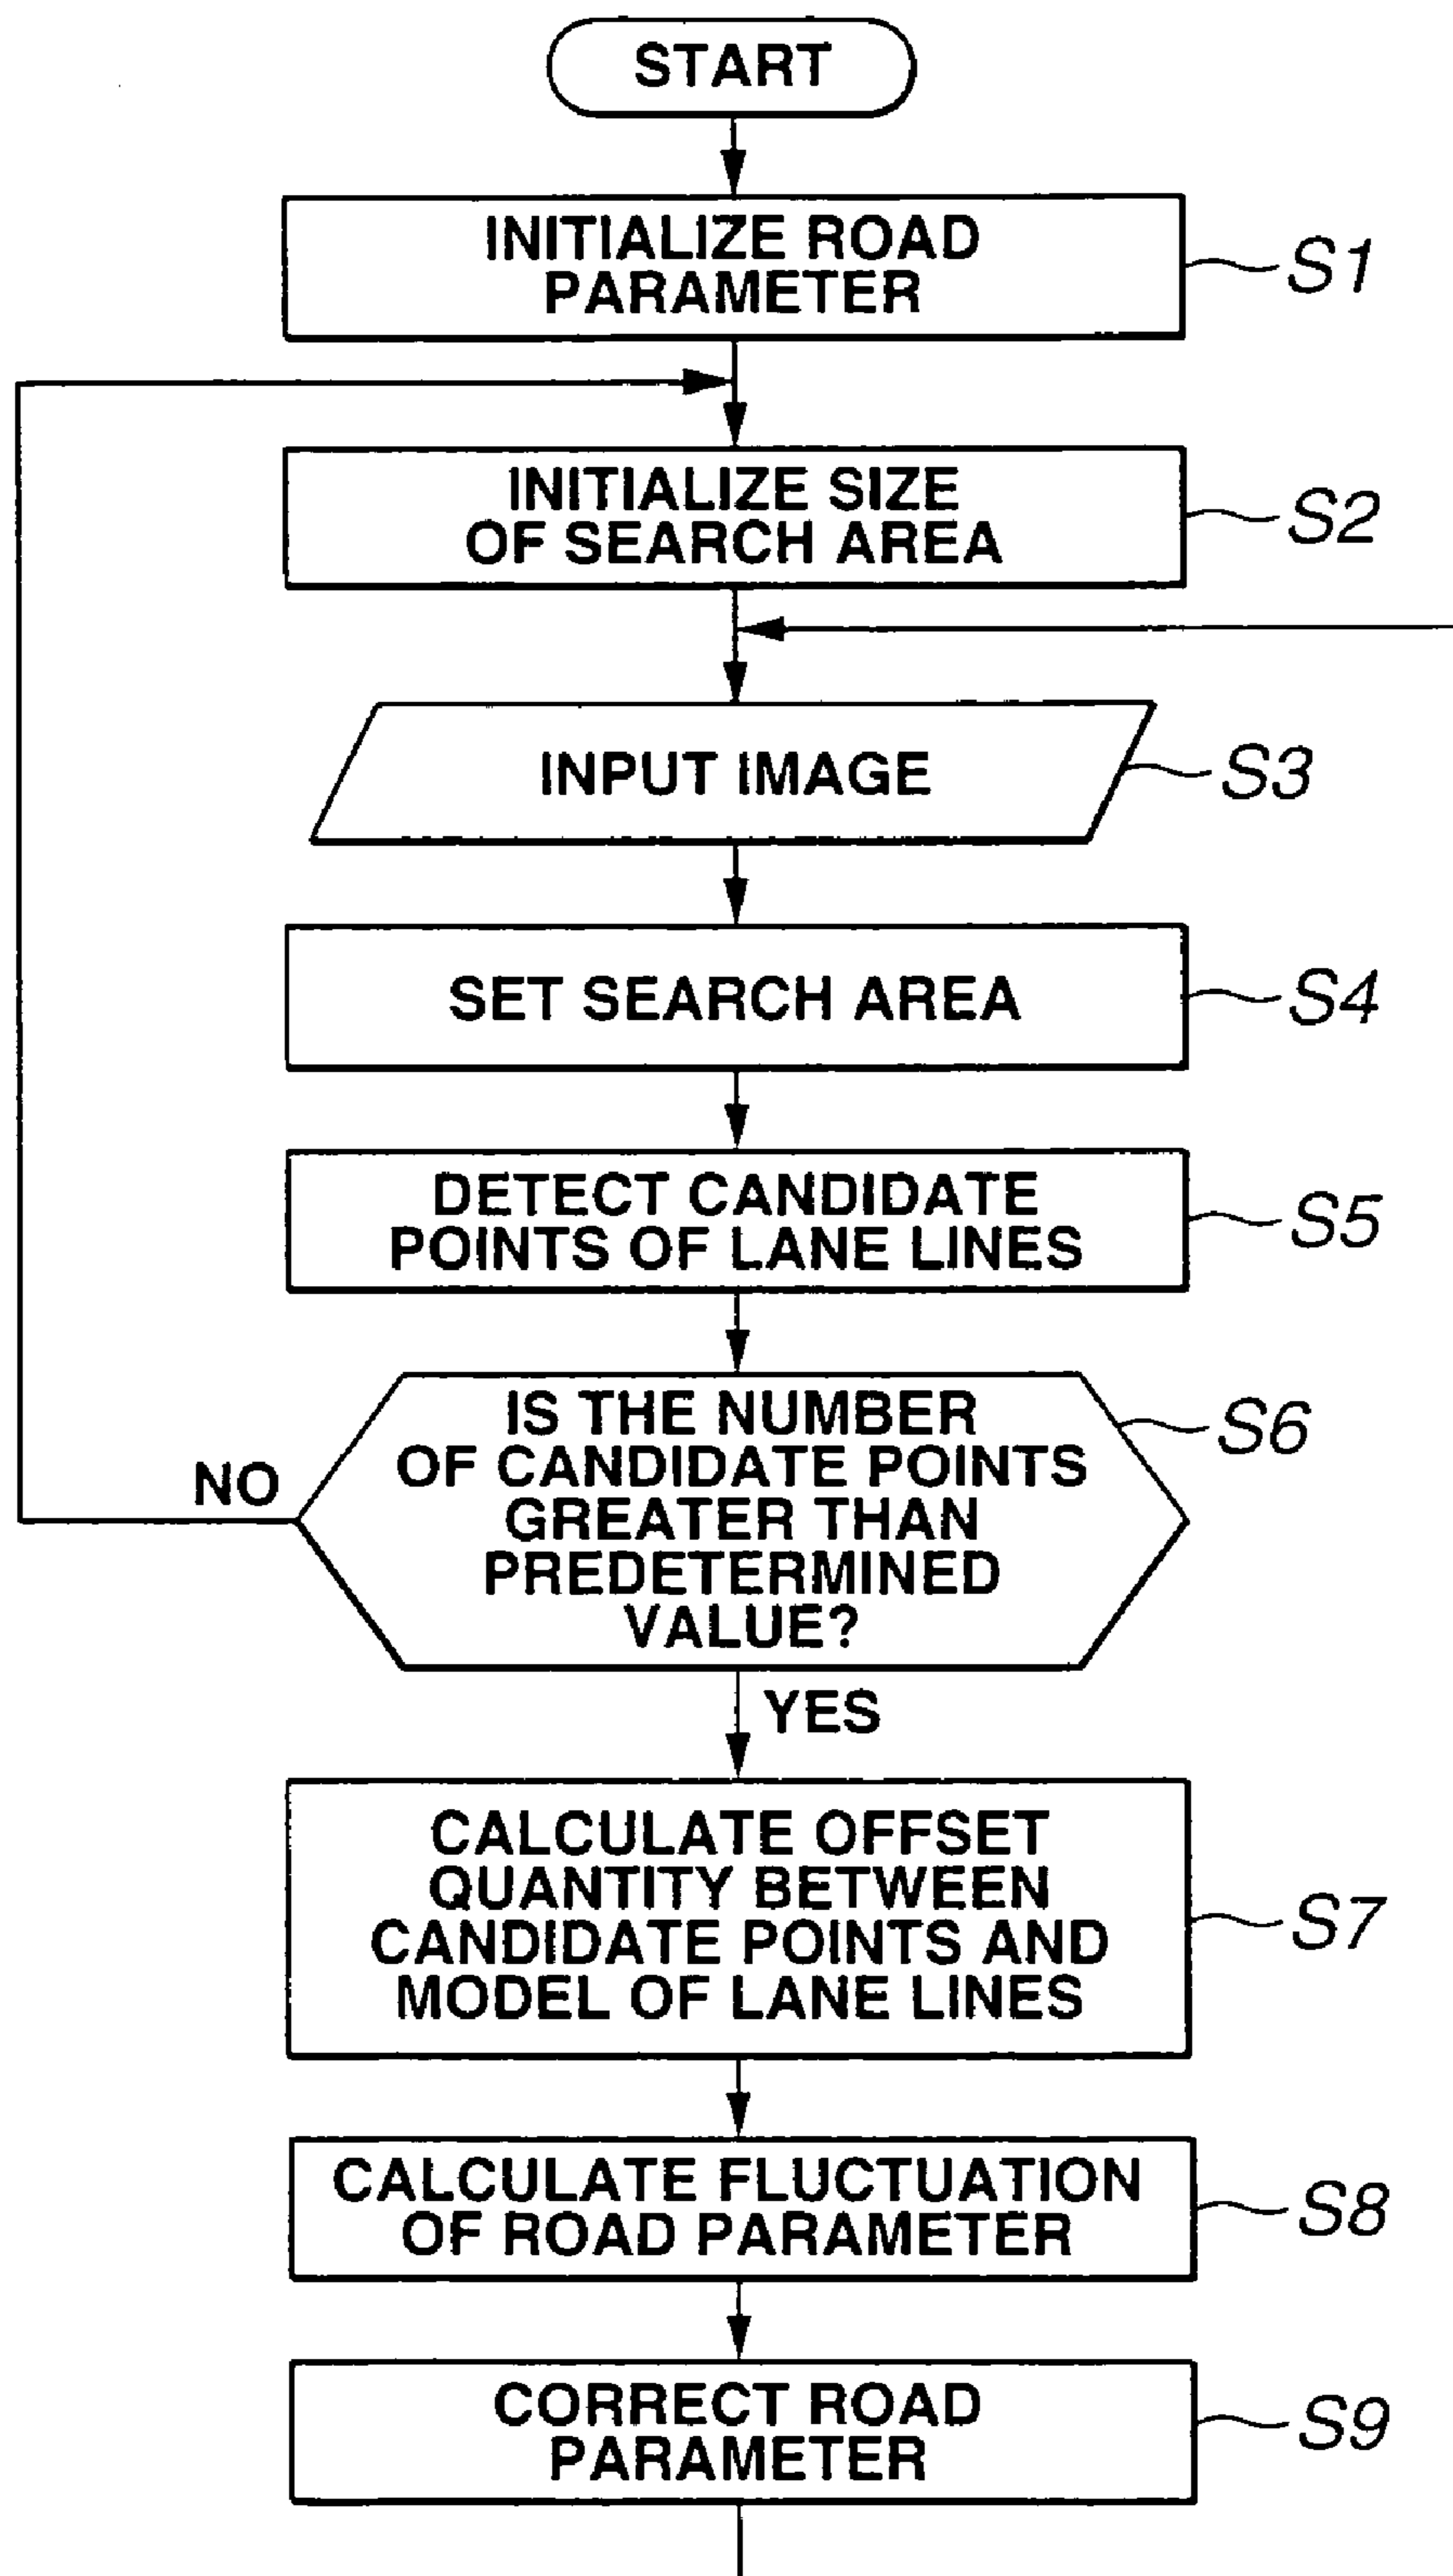 START
INITIALIZE ROAD
PARAMETER
S1
INITIALIZE SIZE
OF SEARCH AREA
S2
INPUT IMAGE
S3
SET SEARCH AREA
S4
DETECT CANDIDATE
POINTS OF LANE LINES
S5
IS THE NUMBER
OF CANDIDATE POINTS
GREATER THAN
PREDETERMINED
VALUE?
S6
NO
YES
CALCULATE OFFSET
QUANTITY BETWEEN
CANDIDATE POINTS AND
MODEL OF LANE LINES
S7
CALCULATE FLUCTUATION
OF ROAD PARAMETER
S8
CORRECT ROAD
PARAMETER
S9